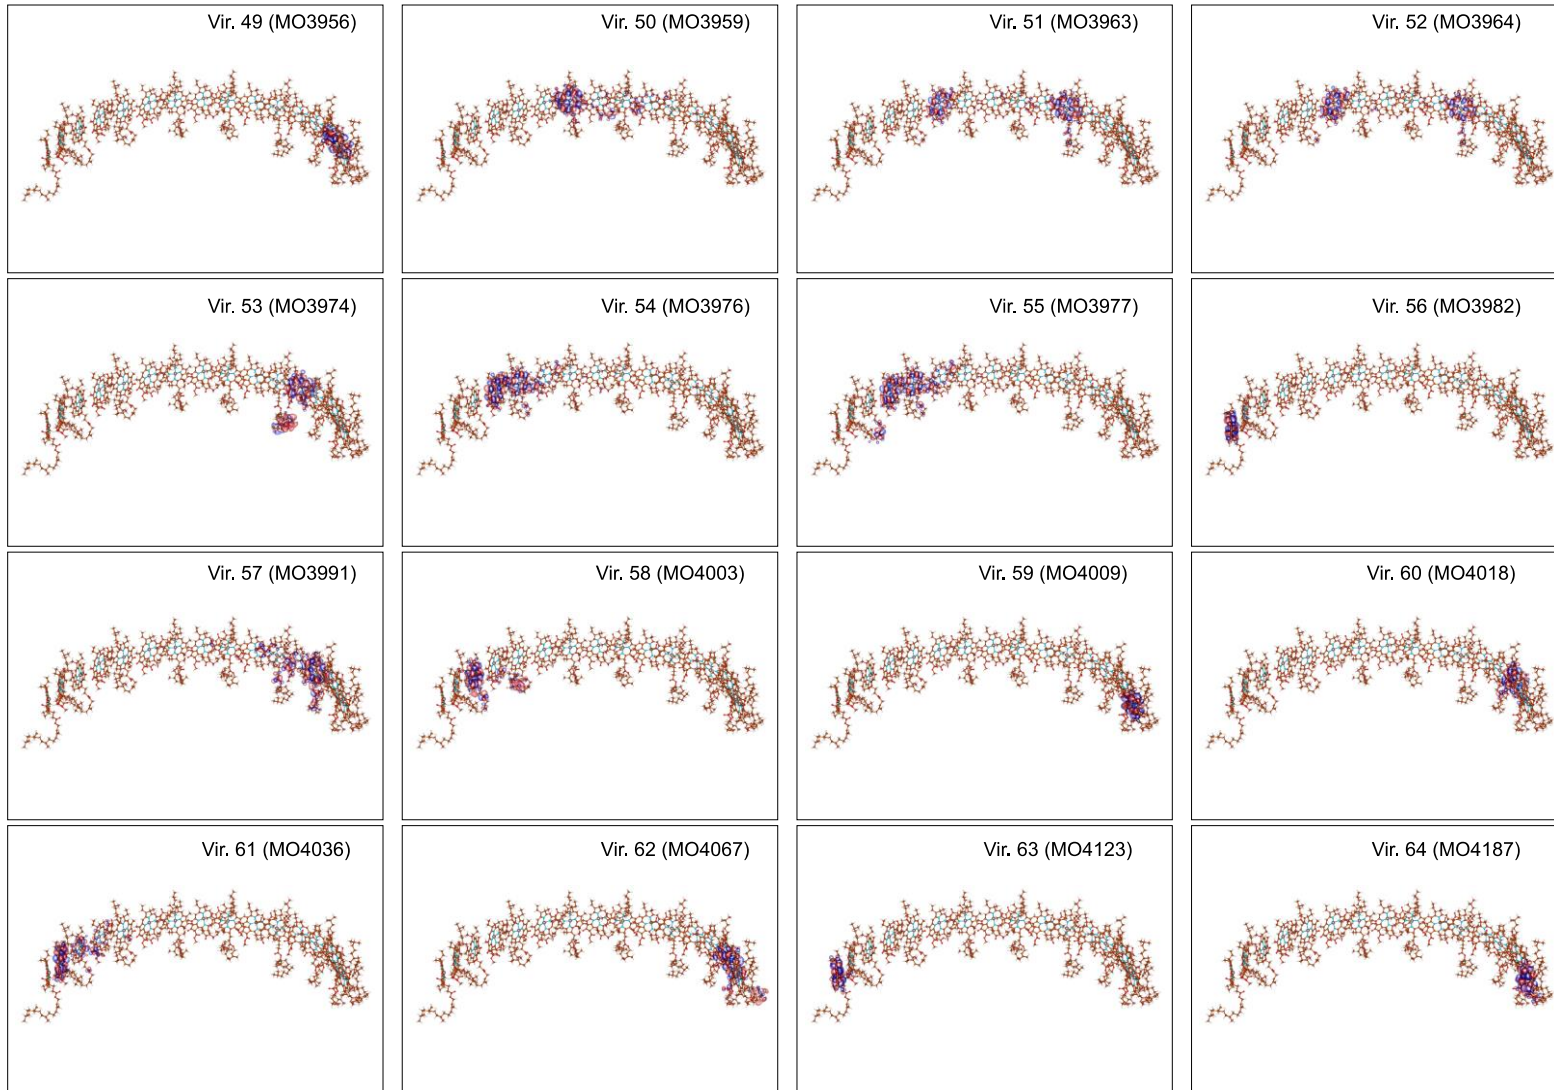 Vir. 49 (MO3956)
Vir. 50 (MO3959)
Vir. 51 (MO3963)
Vir. 52 (MO3964)
Vir. 53 (MO3974)
Vir. 54 (MO3976)
Vir. 55 (MO3977)
Vir. 56 (MO3982)
Vir. 57 (MO3991)
Vir. 58 (MO4003)
Vir. 59 (MO4009)
Vir. 60 (MO4018)
Vir. 61 (MO4036)
Vir. 62 (MO4067)
Vir. 63 (MO4123)
Vir. 64 (MO4187)